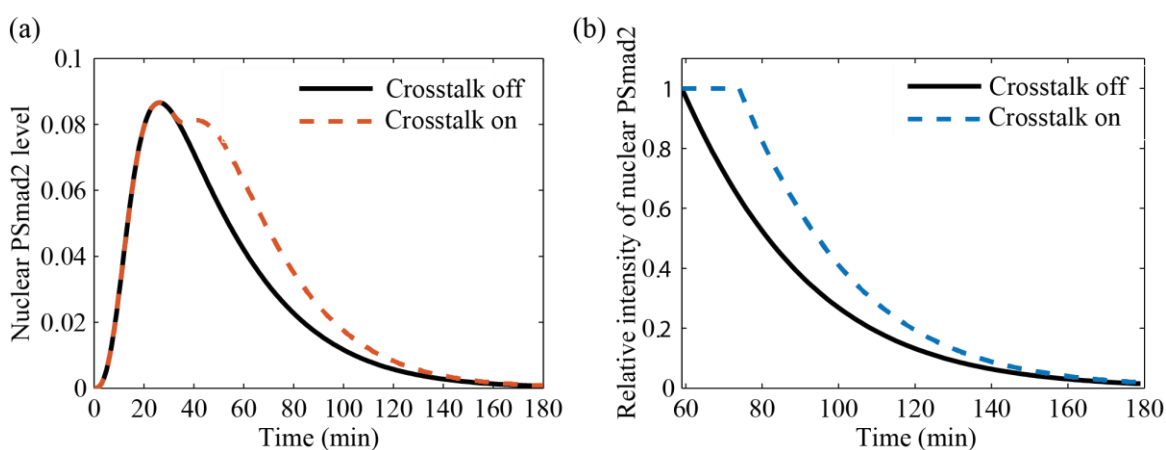 (a)
Nuclear PSmad2 level
0.1
0.08
0.06
0.04
0.02
0
Crosstalk off
Crosstalk on
0 20 40 60 80 100 120 140 160 180
Time (min)
(b)
Relative intensity of nuclear PSmad2
1
0.8
0.6
0.4
0.2
0
Crosstalk off
Crosstalk on
60 80 100 120 140 160 180
Time (min)